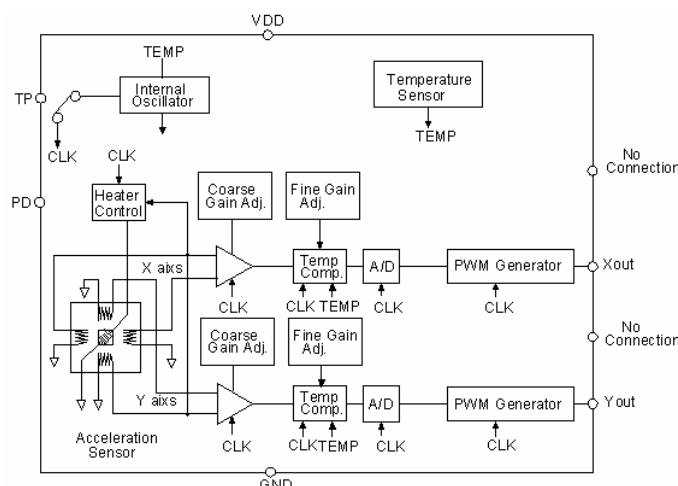 VDD
TEMP
TP
Internal
Oscillator
Temperature
Sensor
TEMP
CLK
CLK
No
Connection
PD
Heater
Control
Coarse
Gain Adj.
Fine Gain
Adj.
X aixs
Temp
Comp.
A/D
PWM Generator
Xout
CLK
CLK
TEMP
CLK
CLK
Coarse
Gain Adj.
Fine Gain
Adj.
No
Connection
Y aixs
Temp
Comp.
A/D
PWM Generator
Yout
Acceleration
Sensor
CLK
CLK
TEMP
CLK
CLK
GND